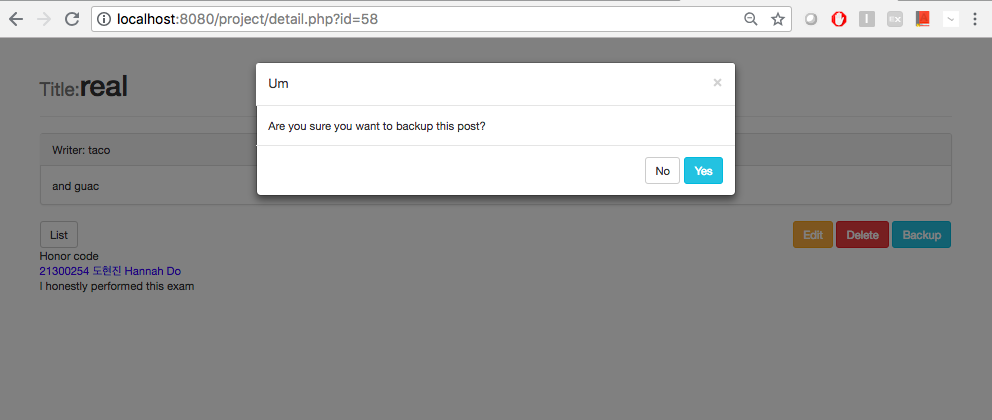 localhost:8080/project/detail.php?id=58
Title:real
Um
×
Are you sure you want to backup this post?
No Yes
Writer: taco
and guac
List Edit Delete Backup
Honor code
21300254 도현진 Hannah Do
I honestly performed this exam